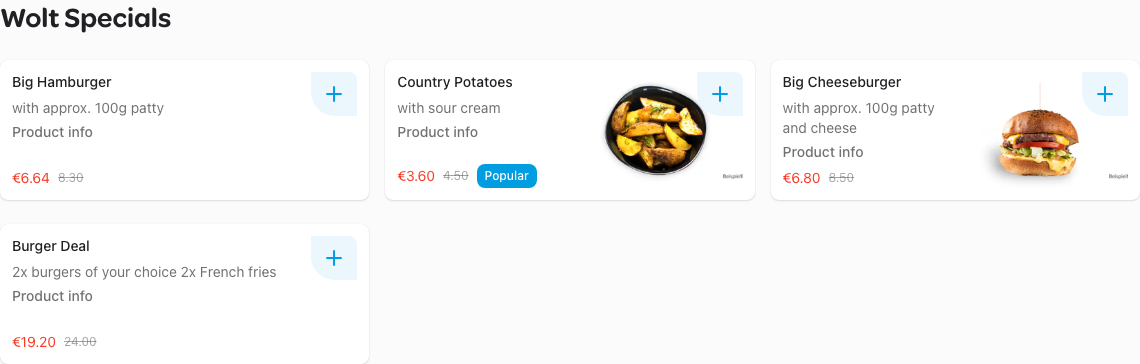 Wolt Specials
Big Hamburger
with approx. 100g patty
Product info
€6.64 8.30
Country Potatoes
with sour cream
Product info
€3.60 4.50 Popular
Big Cheeseburger
with approx. 100g patty
and cheese
Product info
€6.80 8.50
Burger Deal
2x burgers of your choice 2x French fries
Product info
€19.20 24.00